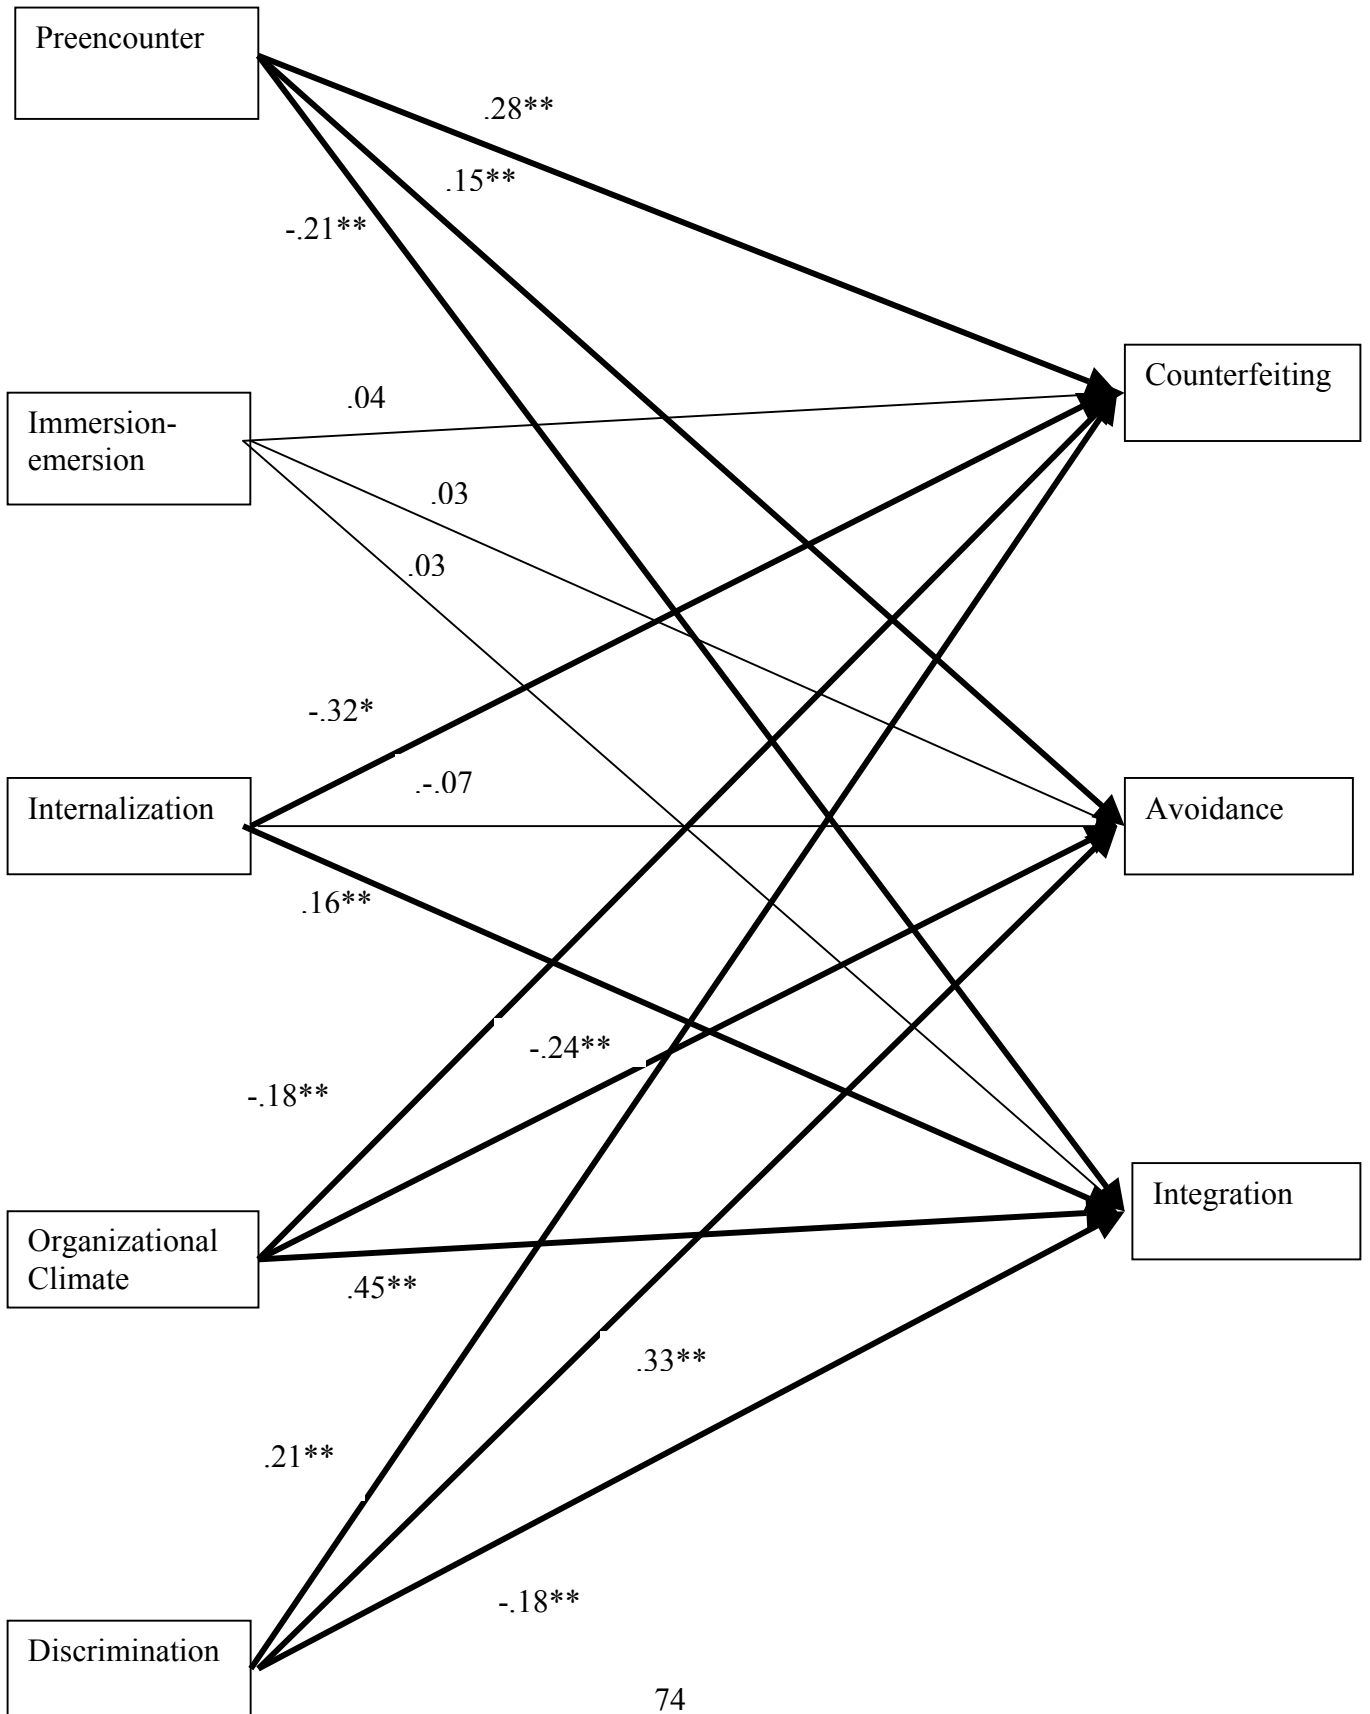 Preencounter
.28**
.15**
-.21**
Counterfeiting
.04
Immersion-
emersion
.03
.03
-.32*
.-.07
Internalization
Avoidance
.16**
-.24**
-.18**
Integration
Organizational
Climate
.45**
.33**
.21**
-.18**
Discrimination
74